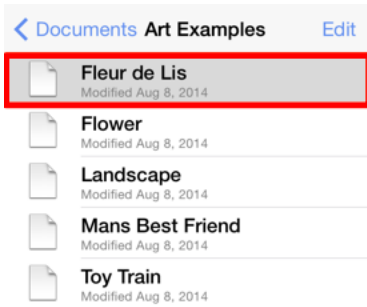 Documents Art Examples Edit
Fleur de Lis
Modified Aug 8, 2014
Flower
Modified Aug 8, 2014
Landscape
Modified Aug 8, 2014
Mans Best Friend
Modified Aug 8, 2014
Toy Train
Modified Aug 8, 2014